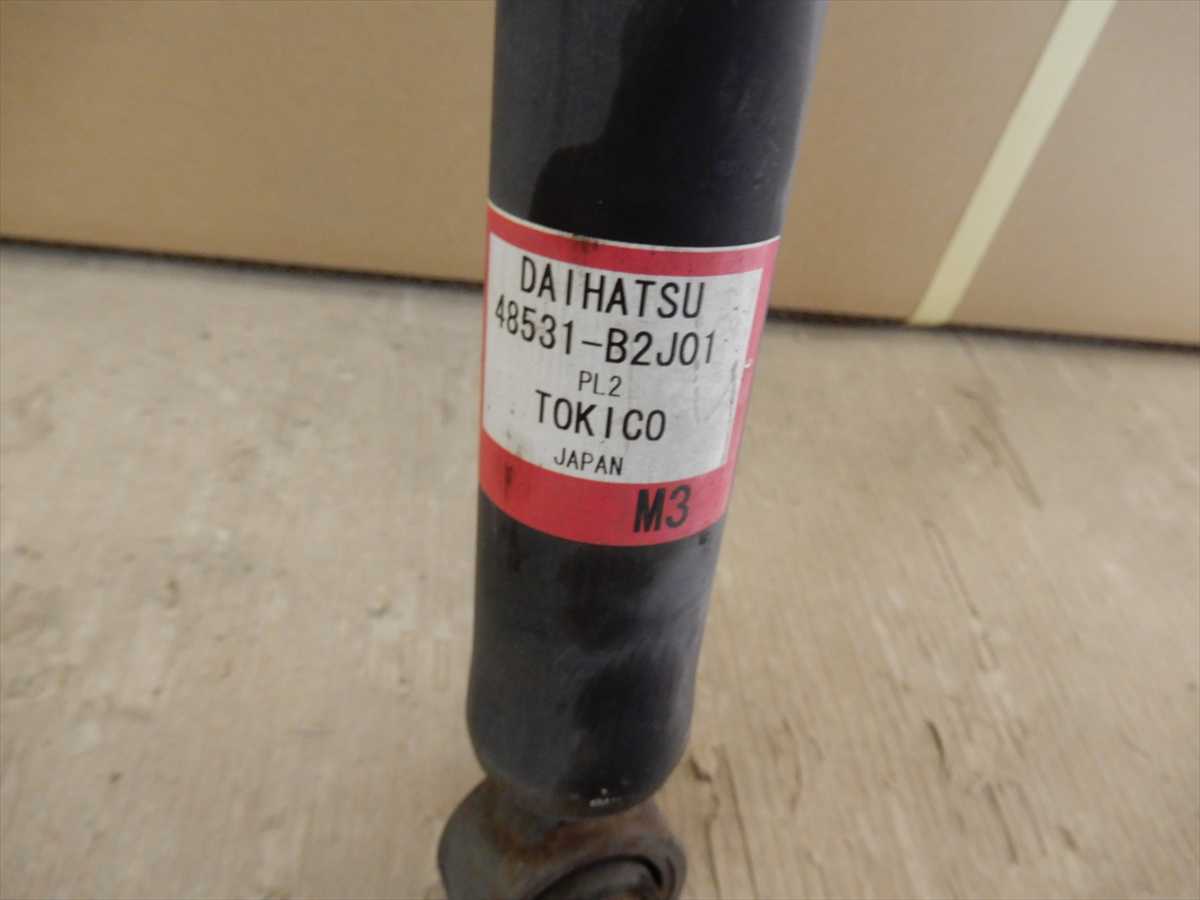 DAIHATSU
48531-B2J01
PL2
TOKICO
JAPAN
M3